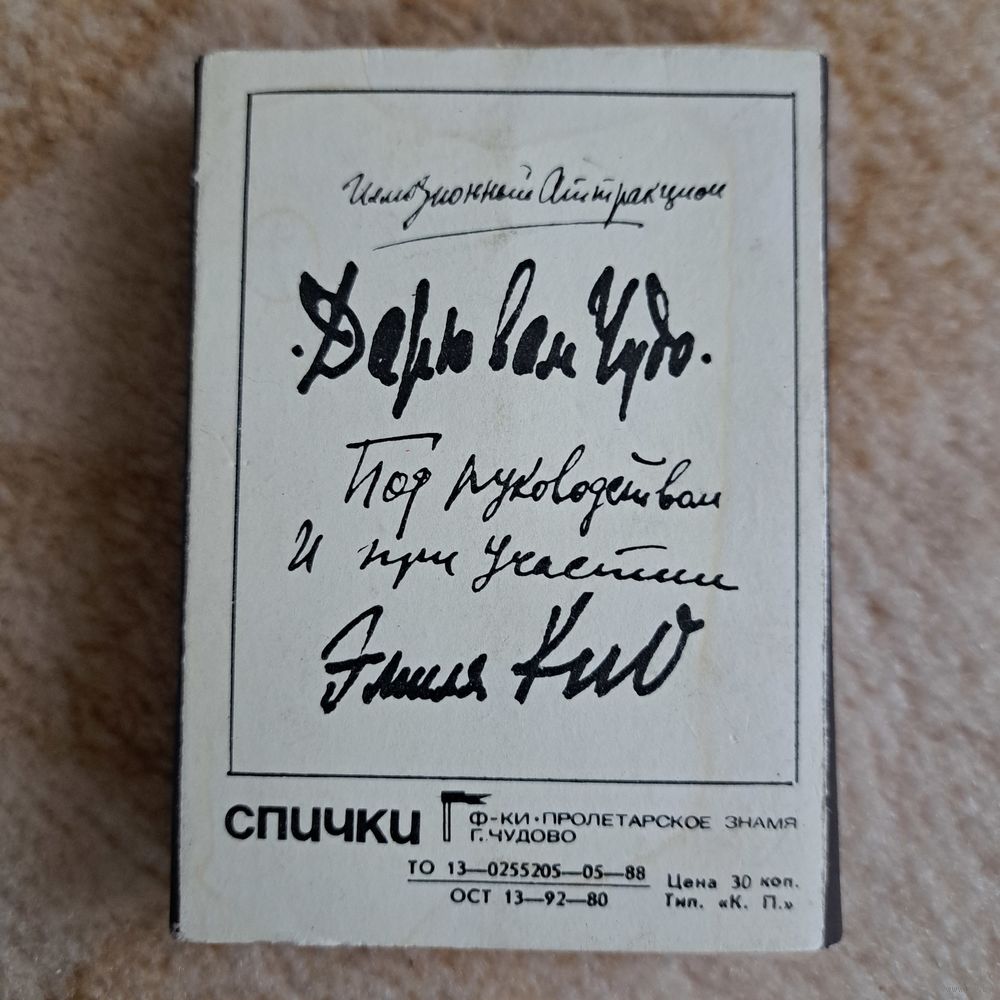 Иллюзионный Аттракцион
·Дарю вам Чудо·
Под руководством
И при участии
Эмиля Кио
СПИЧКИ
Ф-КИ·ПРОЛЕТАРСКОЕ ЗНАМЯ
Г. ЧУДОВО
ТО 13—0255205—05—88
ОСТ 13—92—80
Цена 30 коп.
Тип. «К. П.»